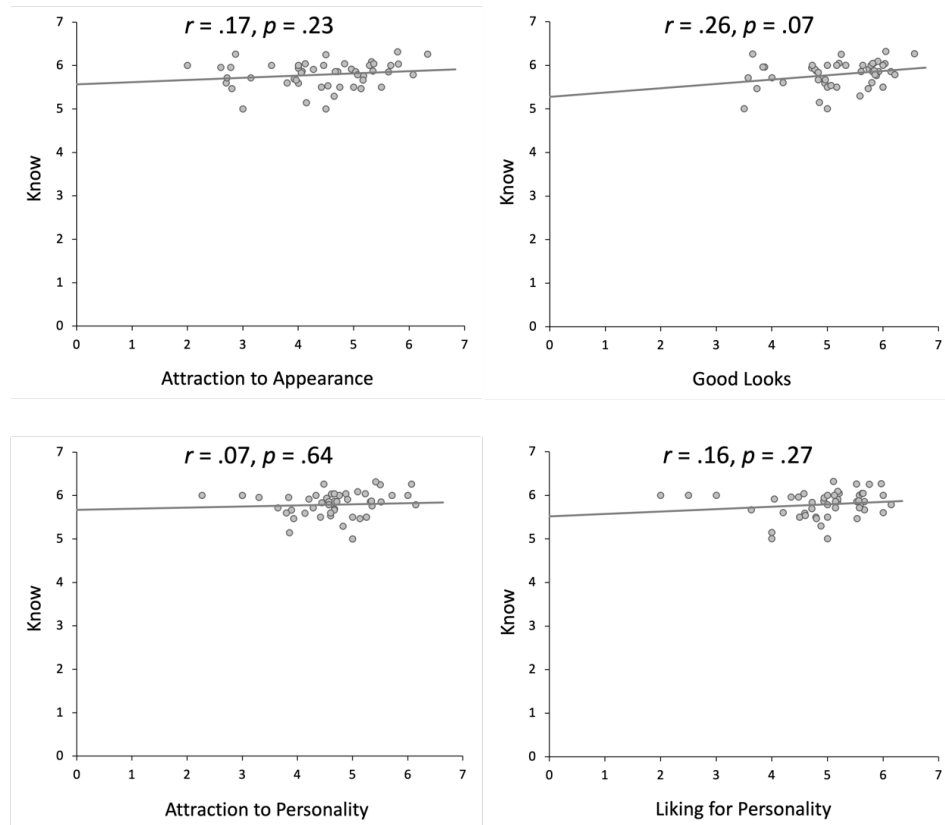 r = .17, p = .23
7
6
5
4
3
2
1
0
Know
0 1 2 3 4 5 6 7
Attraction to Appearance
r = .26, p = .07
7
6
5
4
3
2
1
0
Know
0 1 2 3 4 5 6 7
Good Looks
r = .07, p = .64
7
6
5
4
3
2
1
0
Know
0 1 2 3 4 5 6 7
Attraction to Personality
r = .16, p = .27
7
6
5
4
3
2
1
0
Know
0 1 2 3 4 5 6 7
Liking for Personality